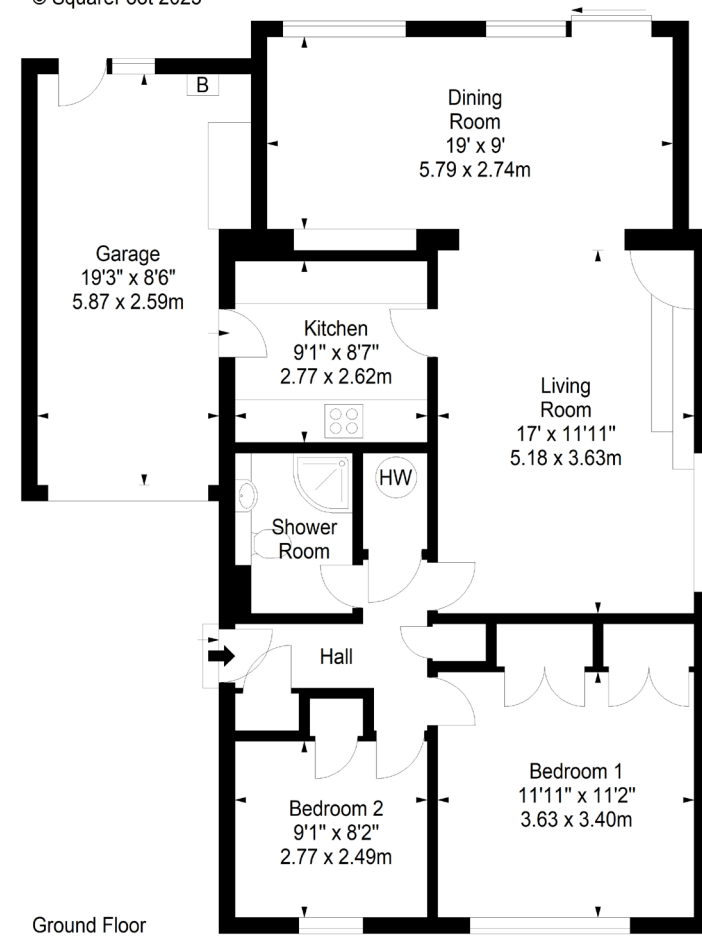 B
Dining
Room
19' x 9'
5.79 x 2.74m
Garage
19'3" x 8'6"
5.87 x 2.59m
Kitchen
9'1" x 8'7"
2.77 x 2.62m
Living
Room
17' x 11'11"
5.18 x 3.63m
HW
Shower
Room
Hall
Bedroom 1
11'11" x 11'2"
3.63 x 3.40m
Bedroom 2
9'1" x 8'2"
2.77 x 2.49m
Ground Floor